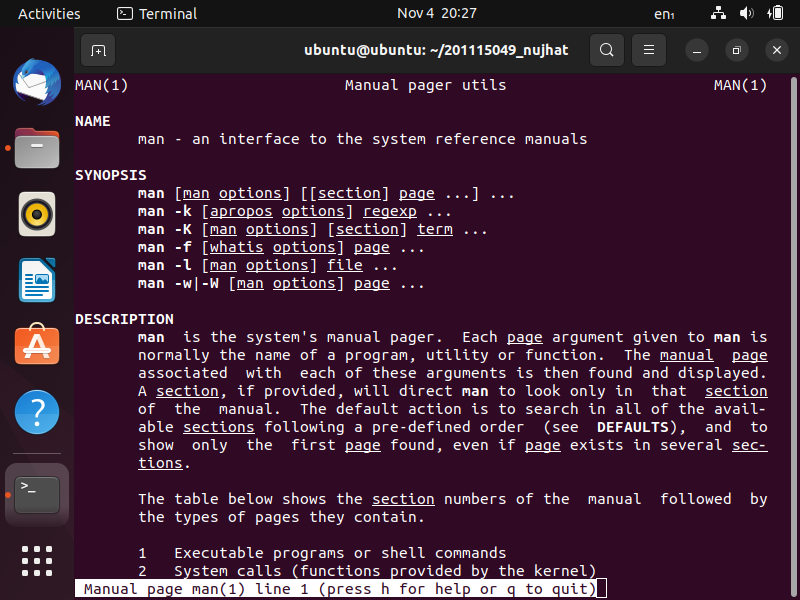 Activities Terminal Nov 4 20:27 en₁
ubuntu@ubuntu: ~/201115049_nujhat
MAN(1) Manual pager utils MAN(1)
NAME
man - an interface to the system reference manuals
SYNOPSIS
man [man options] [[section] page ...] ...
man -k [apropos options] regexp ...
man -K [man options] [section] term ...
man -f [whatis options] page ...
man -l [man options] file ...
man -w|-W [man options] page ...
DESCRIPTION
man is the system's manual pager. Each page argument given to man is
normally the name of a program, utility or function. The manual page
associated with each of these arguments is then found and displayed.
A section, if provided, will direct man to look only in that section
of the manual. The default action is to search in all of the avail-
able sections following a pre-defined order (see DEFAULTS), and to
show only the first page found, even if page exists in several sec-
tions.
The table below shows the section numbers of the manual followed by
the types of pages they contain.
1 Executable programs or shell commands
2 System calls (functions provided by the kernel)
Manual page man(1) line 1 (press h for help or q to quit)